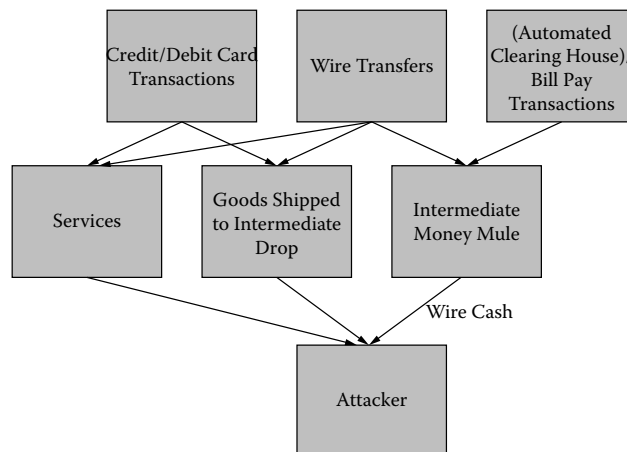 Credit/Debit Card
Transactions
Wire Transfers
(Automated
Clearing House),
Bill Pay
Transactions
Services
Goods Shipped
to Intermediate
Drop
Intermediate
Money Mule
Wire Cash
Attacker